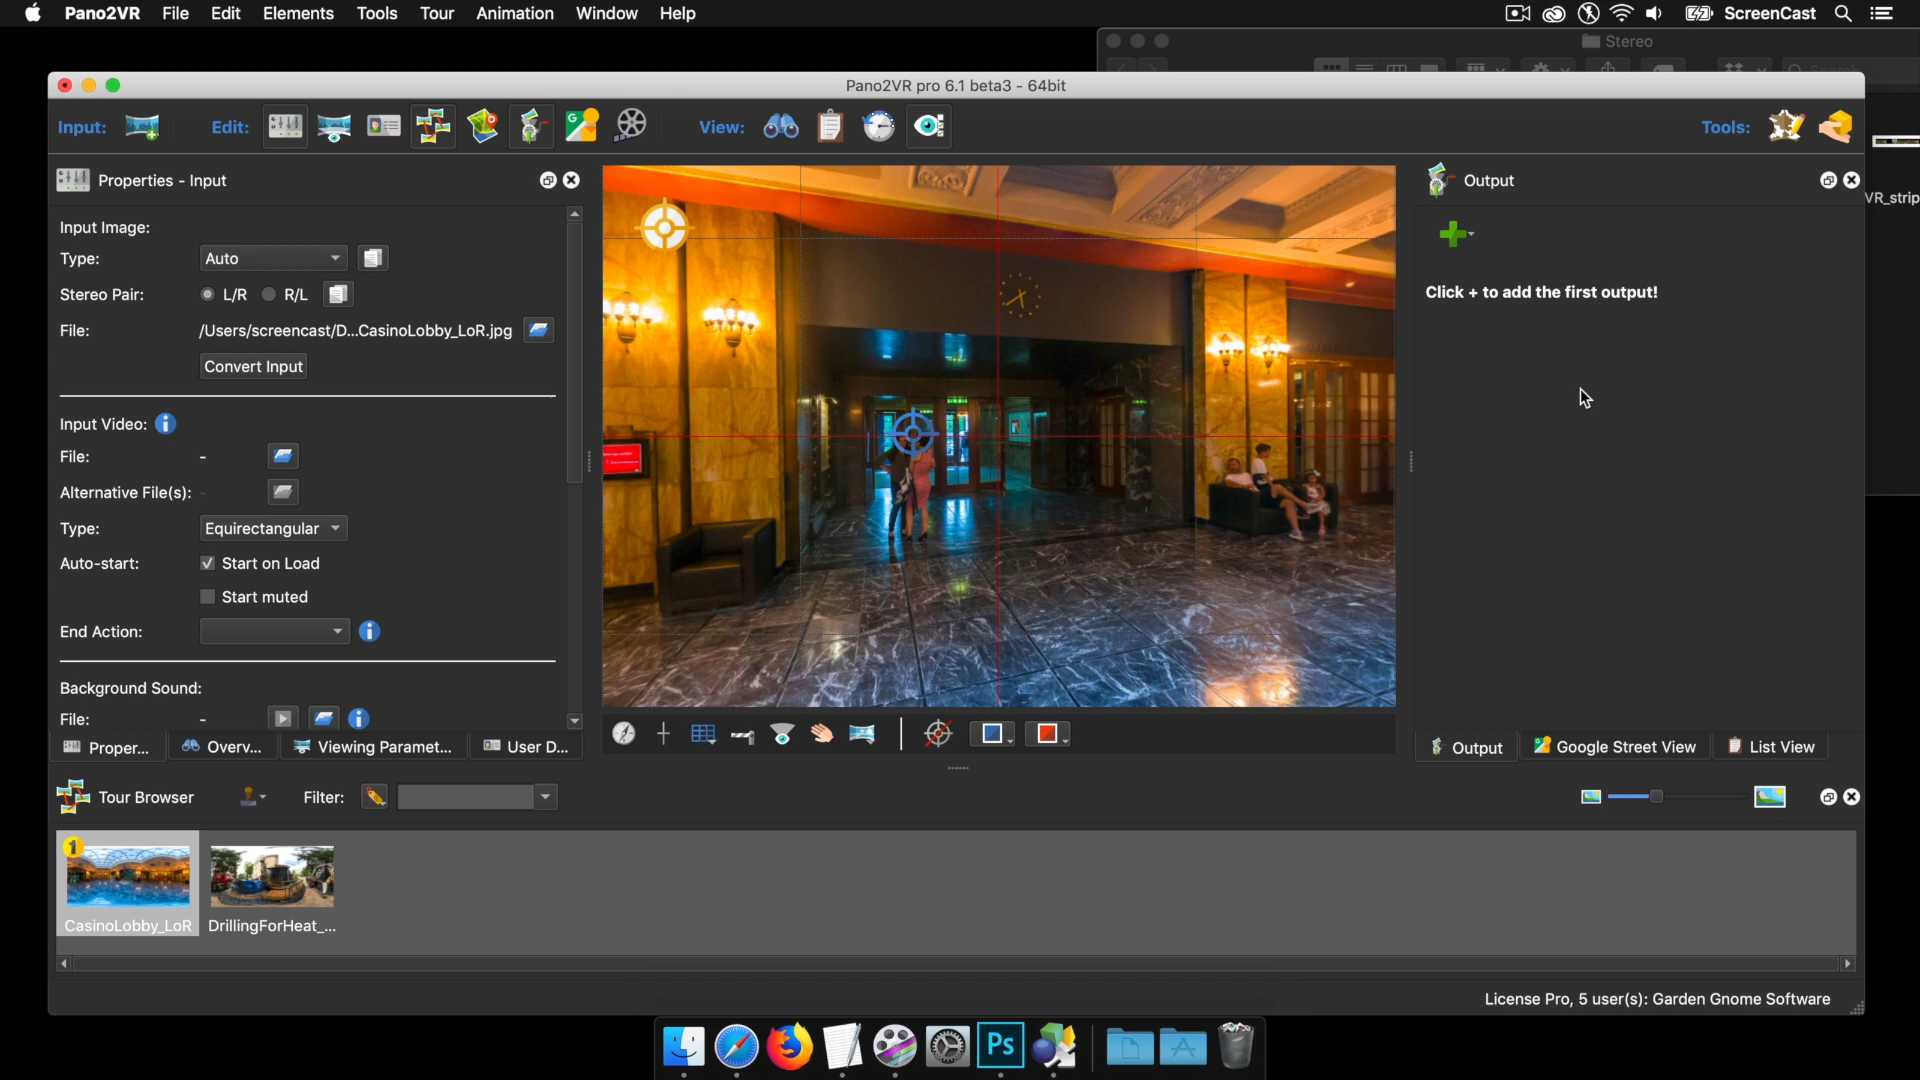 Pano2VR File Edit Elements Tools Tour Animation Window Help ScreenCast
Stereo
Search
Pano2VR pro 6.1 beta3 - 64bit
Input: Edit: View: Tools:
VR_strip
Properties - Input
Input Image:
Type: Auto
Stereo Pair: L/R R/L
File: /Users/screencast/D...CasinoLobby_LoR.jpg
Convert Input
Input Video:
File: -
Alternative File(s): -
Type: Equirectangular
Auto-start: Start on Load
Start muted
End Action:
Background Sound:
File: -
Proper... Overv... Viewing Paramet... User D...
Output
Click + to add the first output!
Output Google Street View List View
Tour Browser Filter:
1
CasinoLobby_LoR DrillingForHeat_...
License Pro, 5 user(s): Garden Gnome Software
Ps